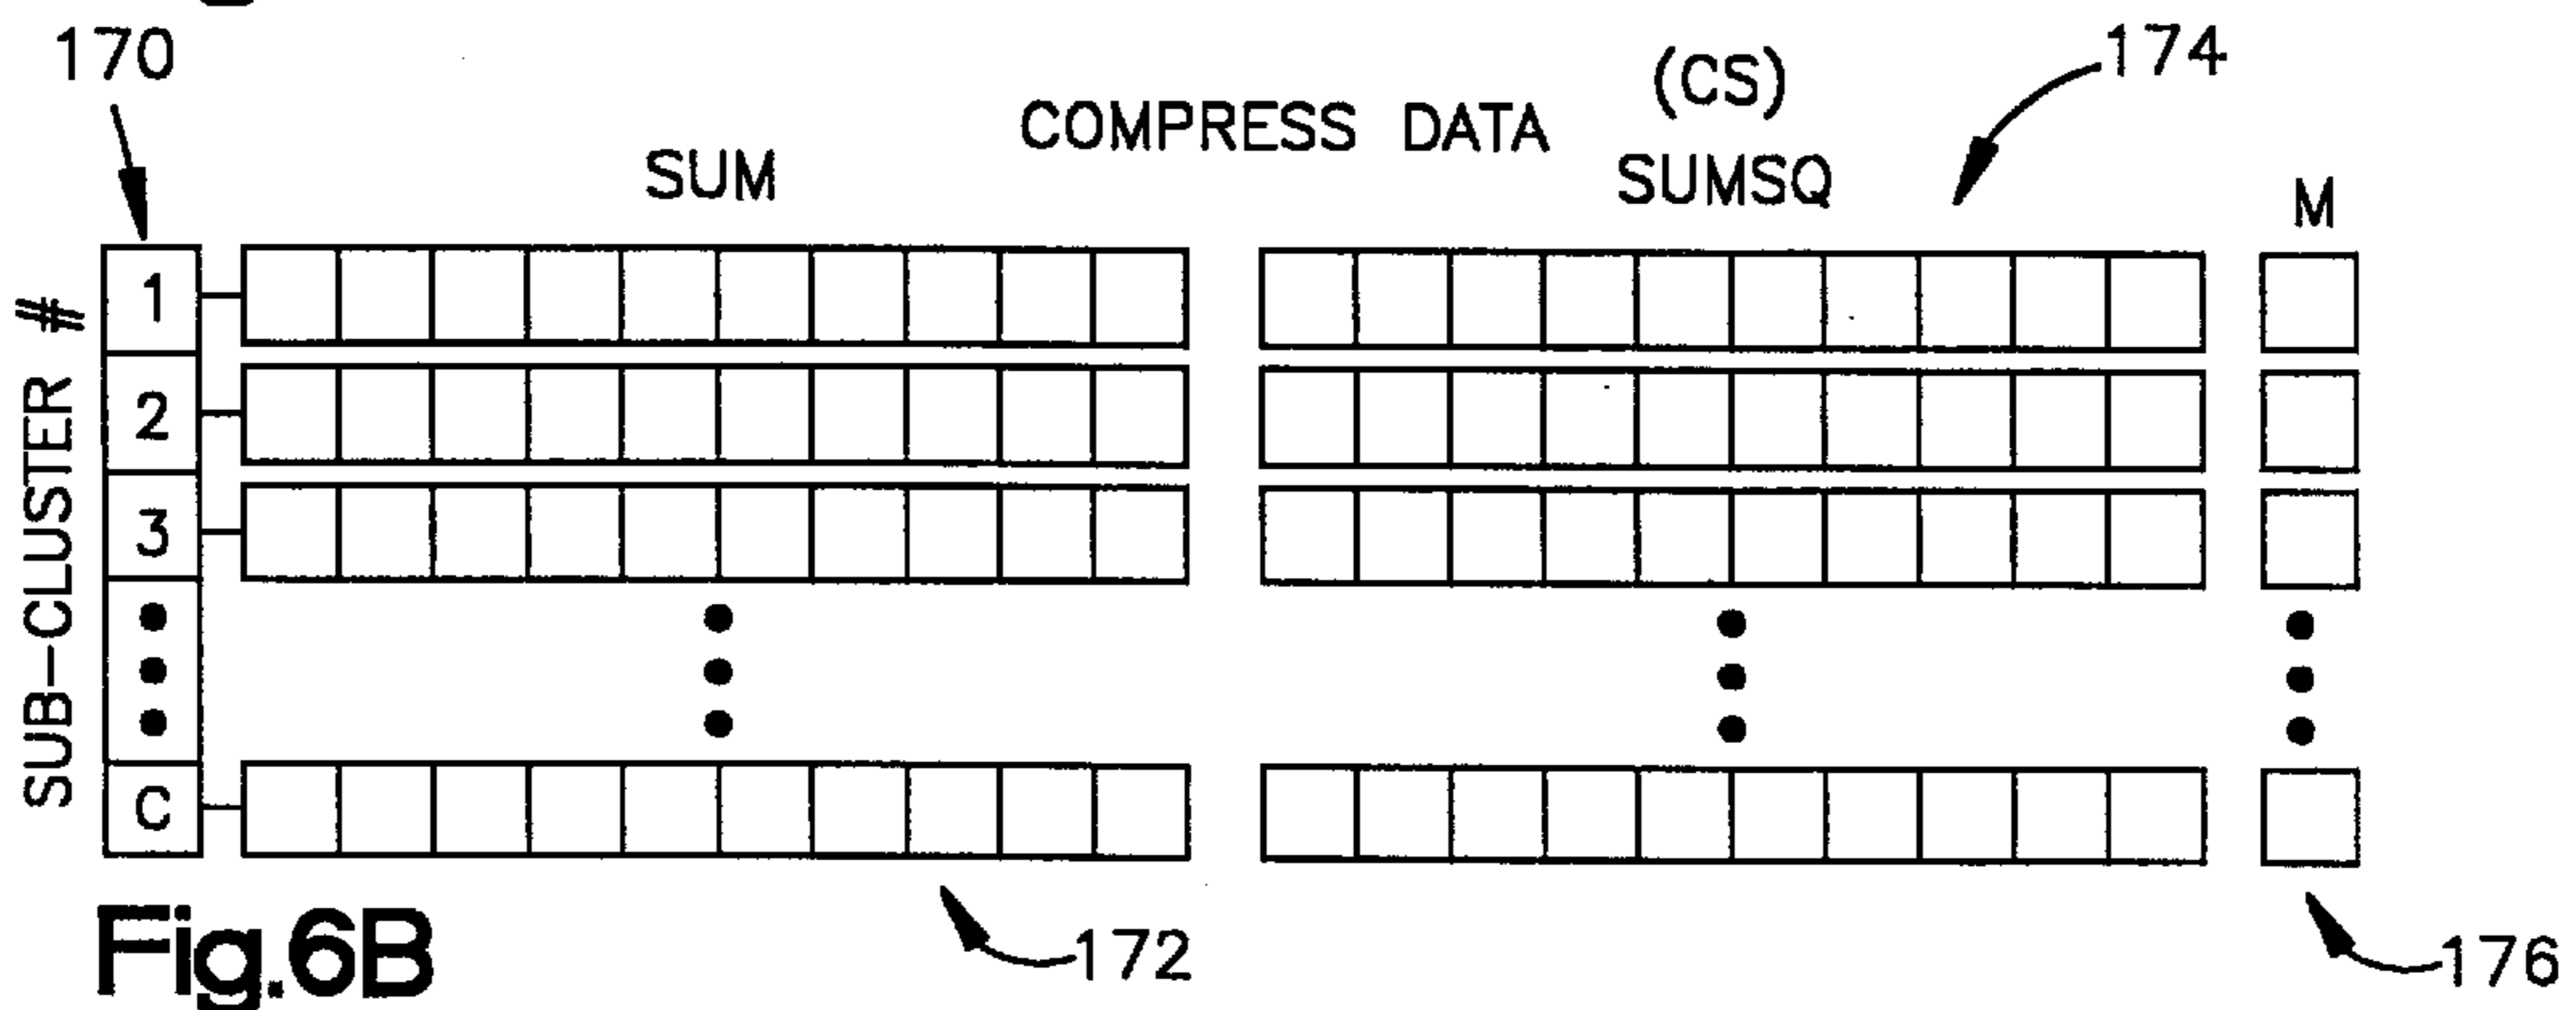 170
174
(CS)
COMPRESS DATA
SUM
SUMSQ
M
SUB-CLUSTER #
1
2
3
C
172
176
Fig.6B